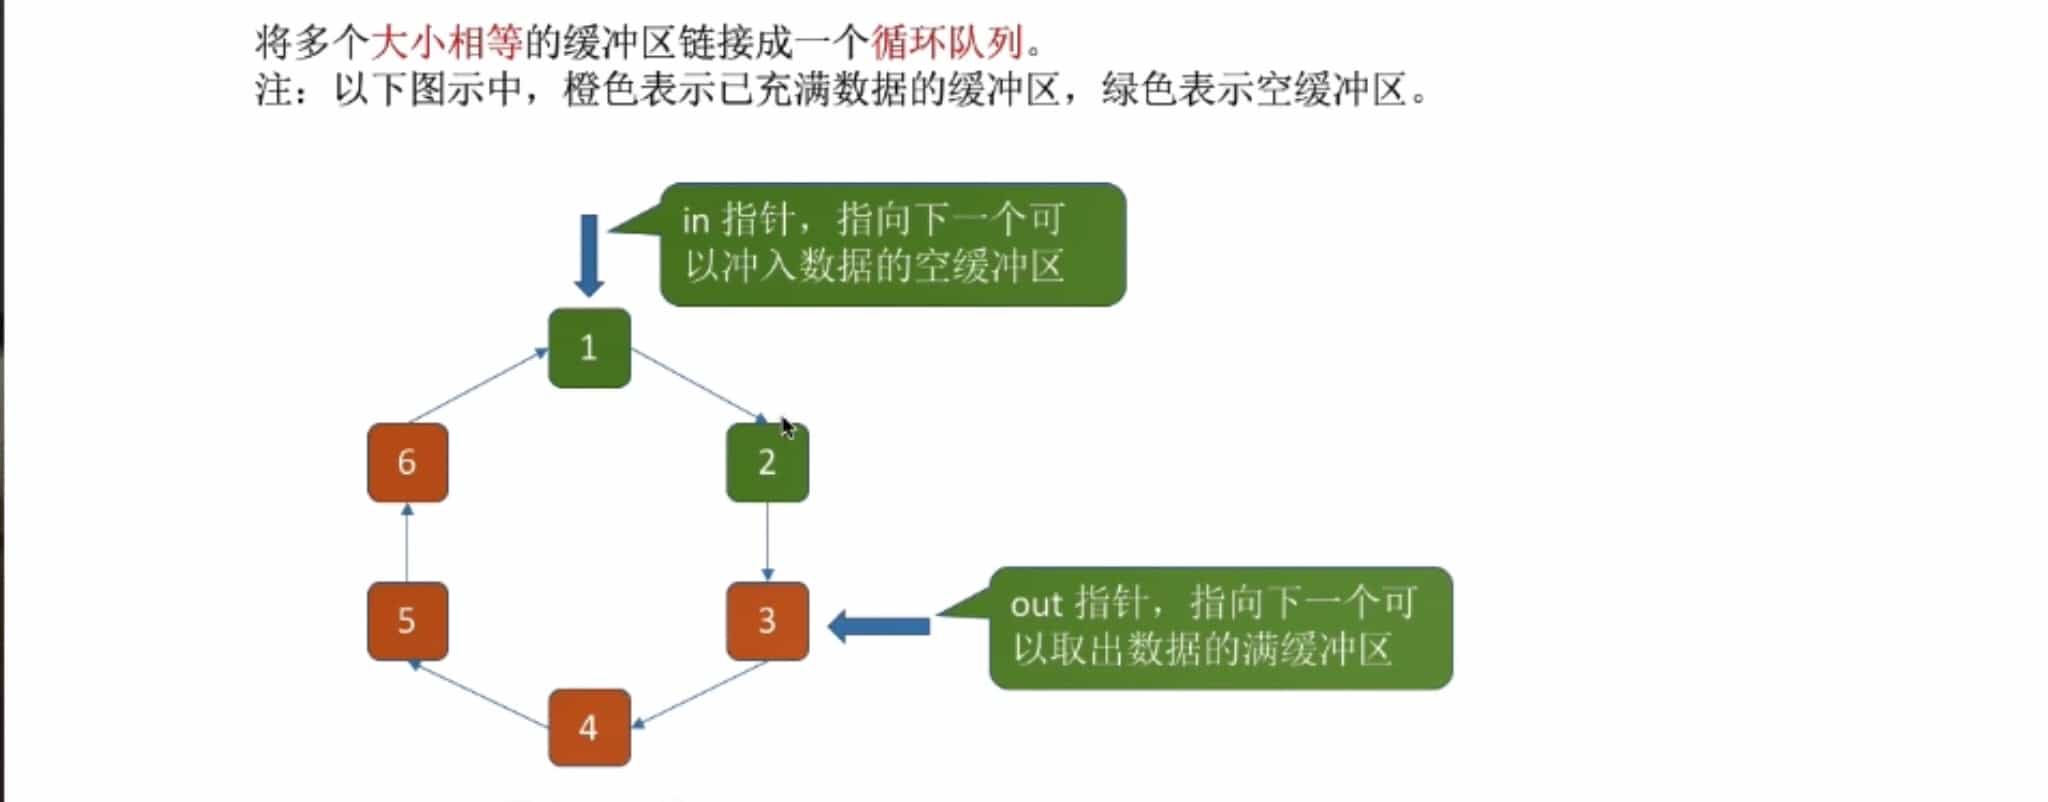 将多个大小相等的缓冲区链接成一个循环队列。
注：以下图示中，橙色表示已充满数据的缓冲区，绿色表示空缓冲区。
in 指针，指向下一个可
以冲入数据的空缓冲区
1
6
2
5
3
out 指针，指向下一个可
以取出数据的满缓冲区
4